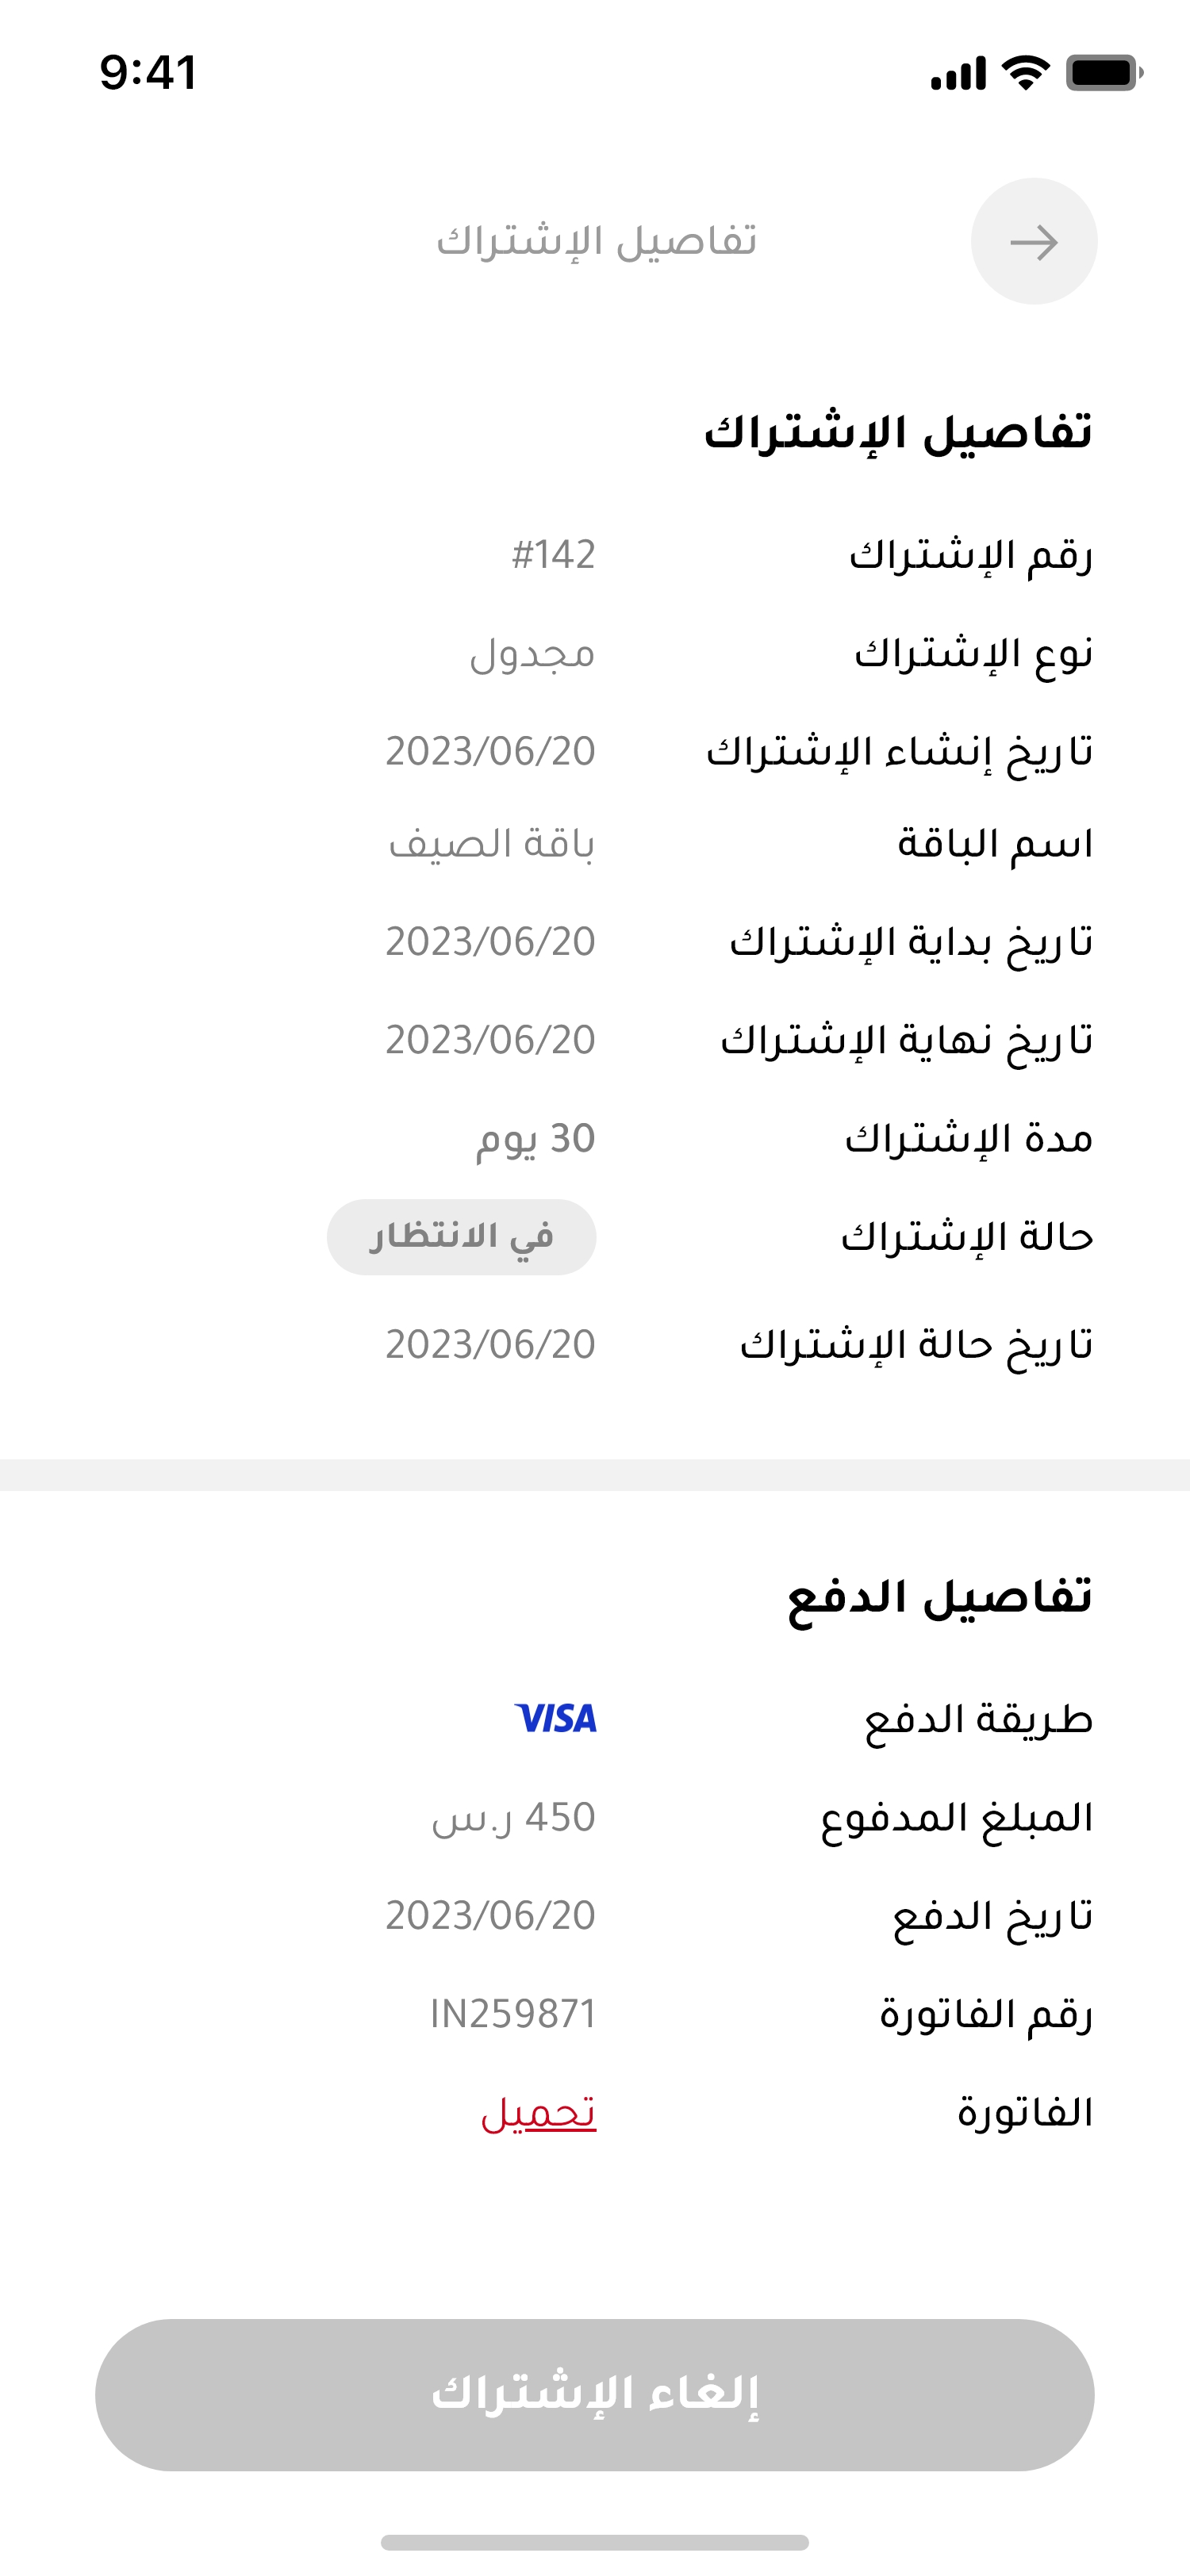 9:41
تفاصيل الإشتراك
تفاصيل الإشتراك
رقم الإشتراك #142
نوع الإشتراك مجدول
تاريخ إنشاء الإشتراك 2023/06/20
اسم الباقة باقة الصيف
تاريخ بداية الإشتراك 2023/06/20
تاريخ نهاية الإشتراك 2023/06/20
مدة الإشتراك 30 يوم
حالة الإشتراك في الانتظار
تاريخ حالة الإشتراك 2023/06/20
تفاصيل الدفع
طريقة الدفع VISA
المبلغ المدفوع 450 ر.س
تاريخ الدفع 2023/06/20
رقم الفاتورة IN259871
الفاتورة تحميل
إلغاء الإشتراك